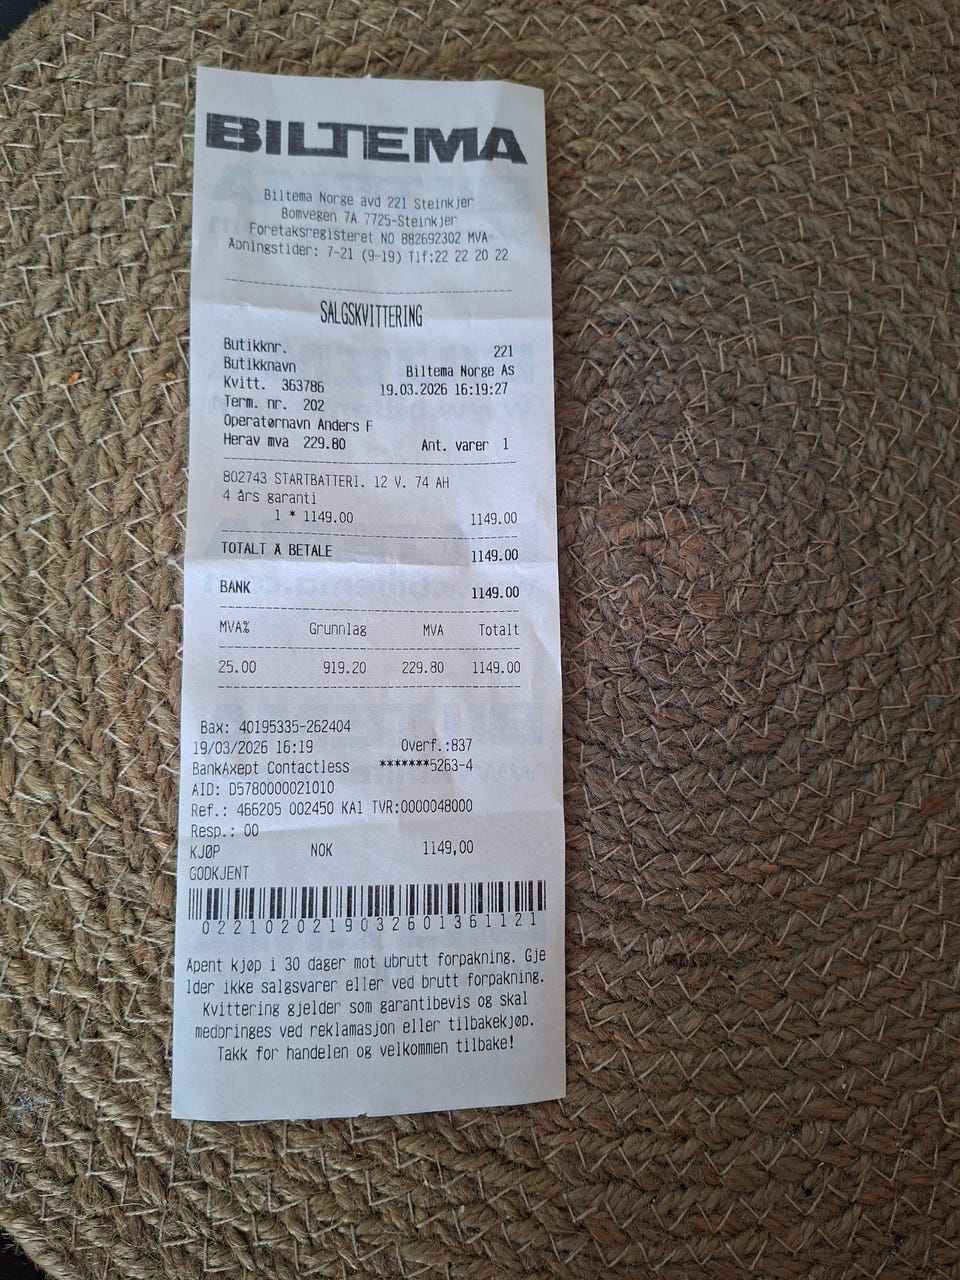 BILTEMA
Biltema Norge avd 221 Steinkjer
Bomvegen 7A 7725-Steinkjer
Foretaksregisteret NO 882692302 MVA
Apningstider: 7-21 (9-19) Tlf:22 22 20 22
SALGSKVITTERING
Butikknr. 221
Butikknavn Biltema Norge As
Kvitt. 363786 19.03.2026 16:19:27
Term. nr. 202
Operatørnavn Anders F
Herav mva 229.80 Ant. varer 1
802743 STARTBATTERI. 12 V. 74 AH
4 års garanti
1 * 1149.00 1149.00
TOTALT Å BETALE 1149.00
BANK 1149.00
MVA% Grunnlag MVA Totalt
25.00 919.20 229.80 1149.00
Bax: 40195335-262404
19/03/2026 16:19 Overf.:837
BankAxept Contactless *******5263-4
AID: D5780000021010
Ref.: 466205 002450 KA1 TVR:0000048000
Resp.: 00
KJØP NOK 1149,00
GODKJENT
0221020219032601361121
Apent kjøp i 30 dager mot ubrutt forpakning. Gje
lder ikke salgsvarer eller ved brutt forpakning.
Kvittering gjelder som garantibevis og skal
medbringes ved reklamasjon eller tilbakekjøp.
Takk for handelen og velkommen tilbake!